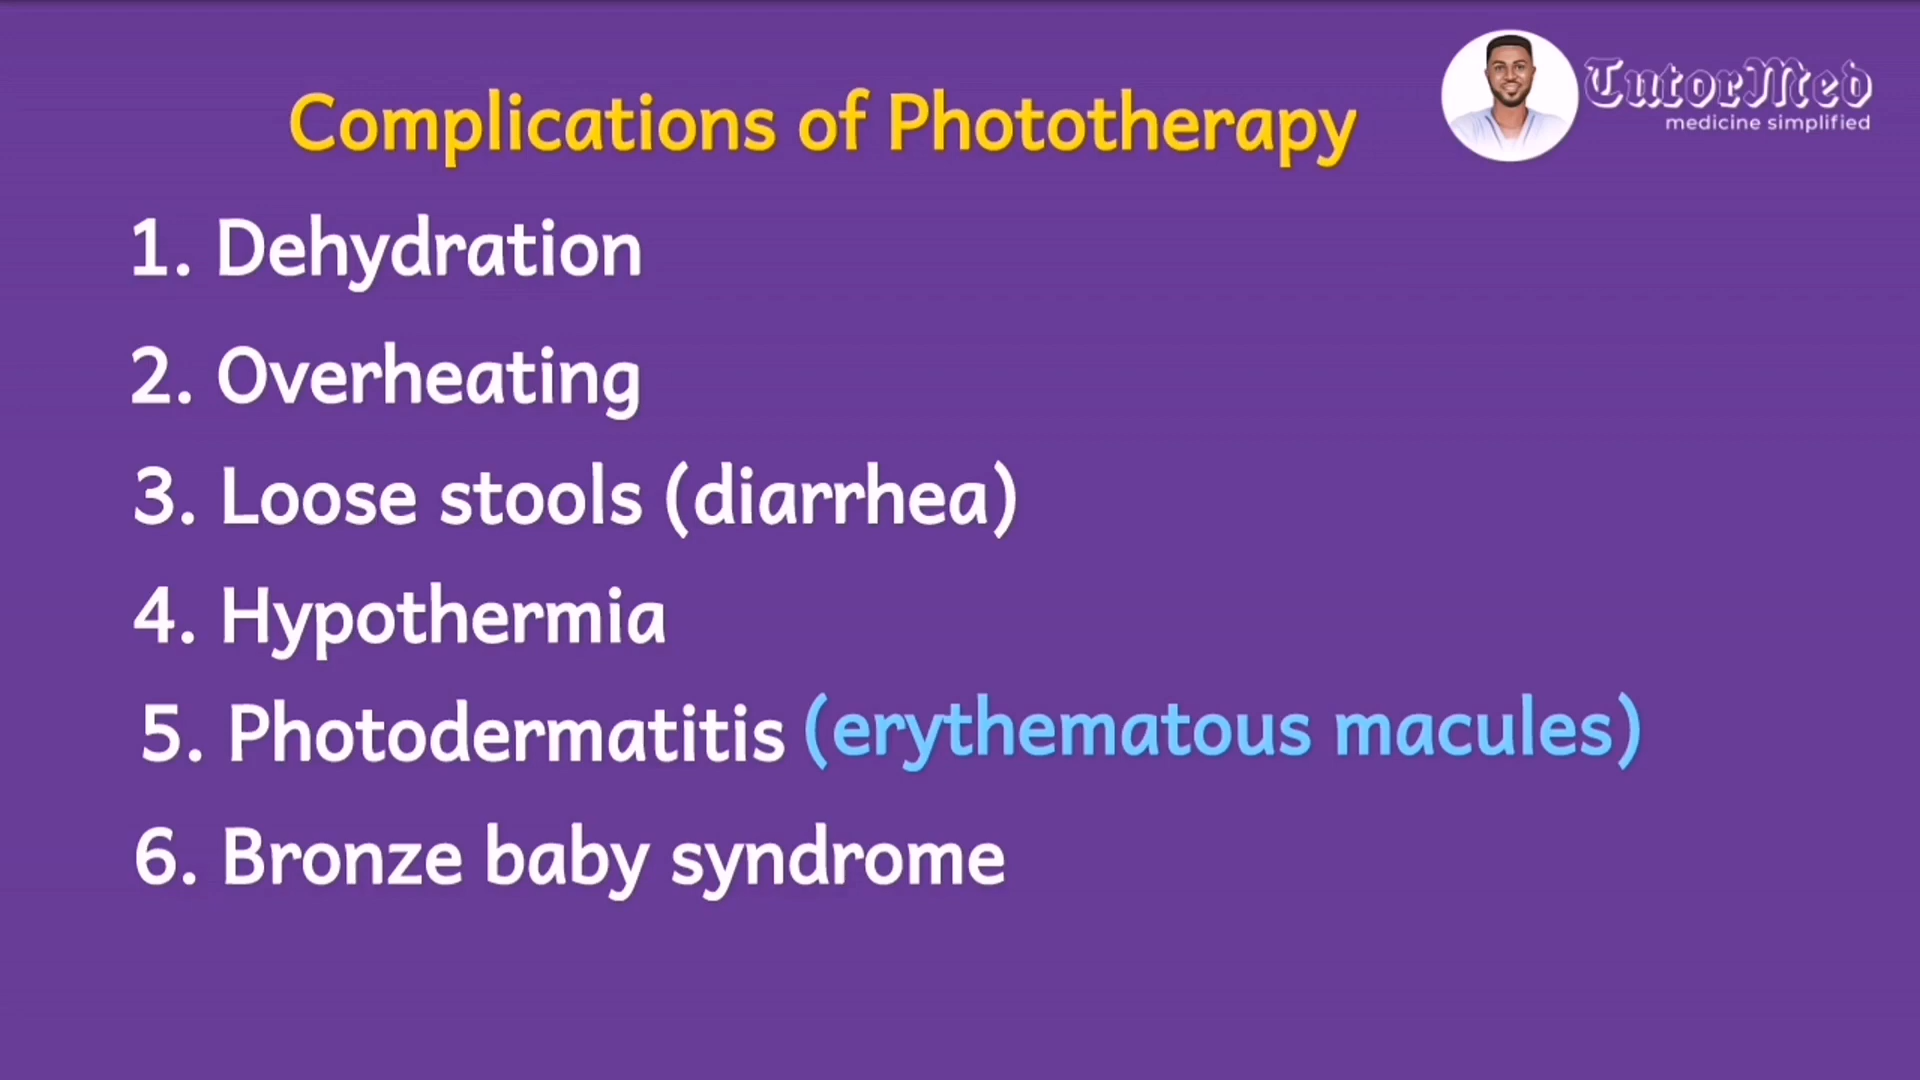 Complications of Phototherapy
TutorMed
medicine simplified
1. Dehydration
2. Overheating
3. Loose stools (diarrhea)
4. Hypothermia
5. Photodermatitis (erythematous macules)
6. Bronze baby syndrome